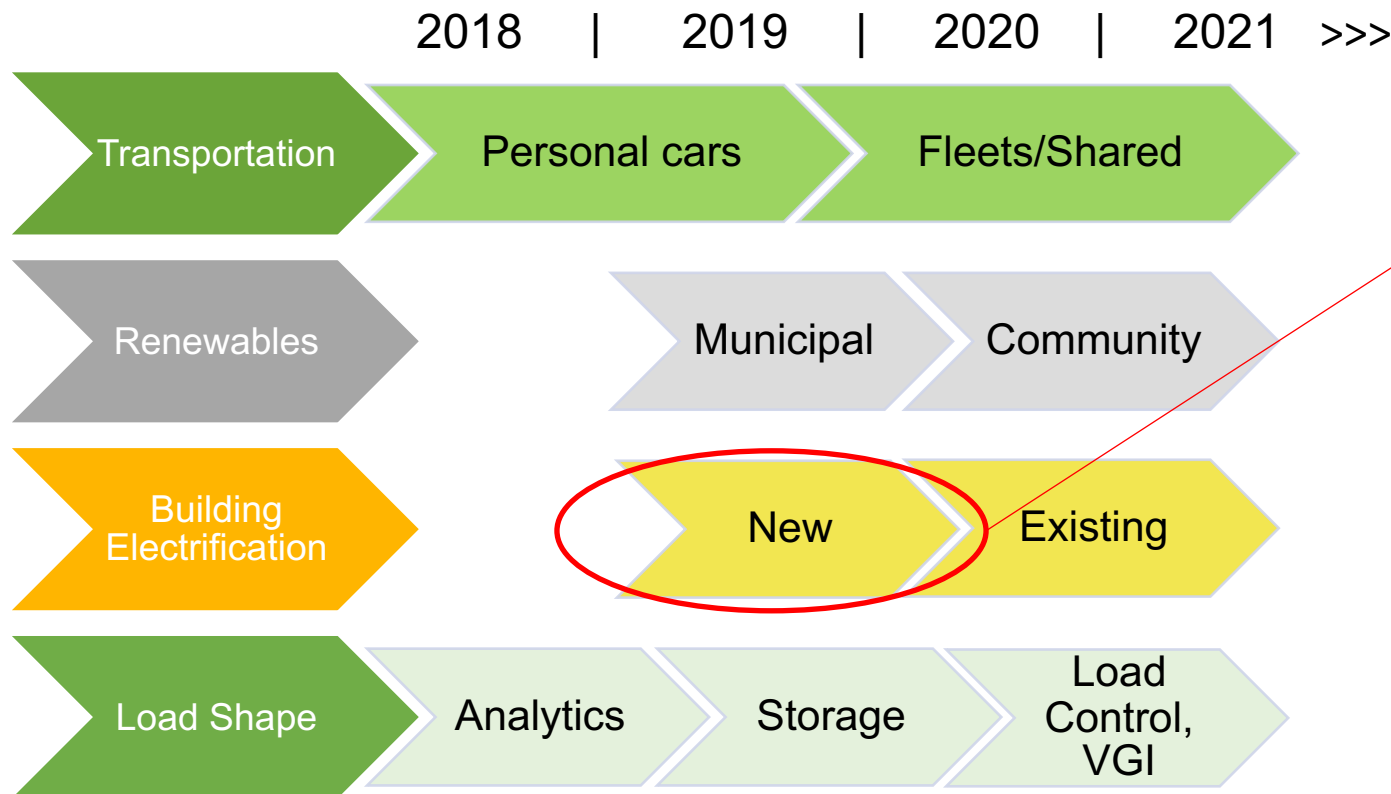 2018 | 2019 | 2020 | 2021 >>>
Transportation
Personal cars
Fleets/Shared
Renewables
Municipal
Community
Building
Electrification
New
Existing
Load Shape
Analytics
Storage
Load
Control,
VGI